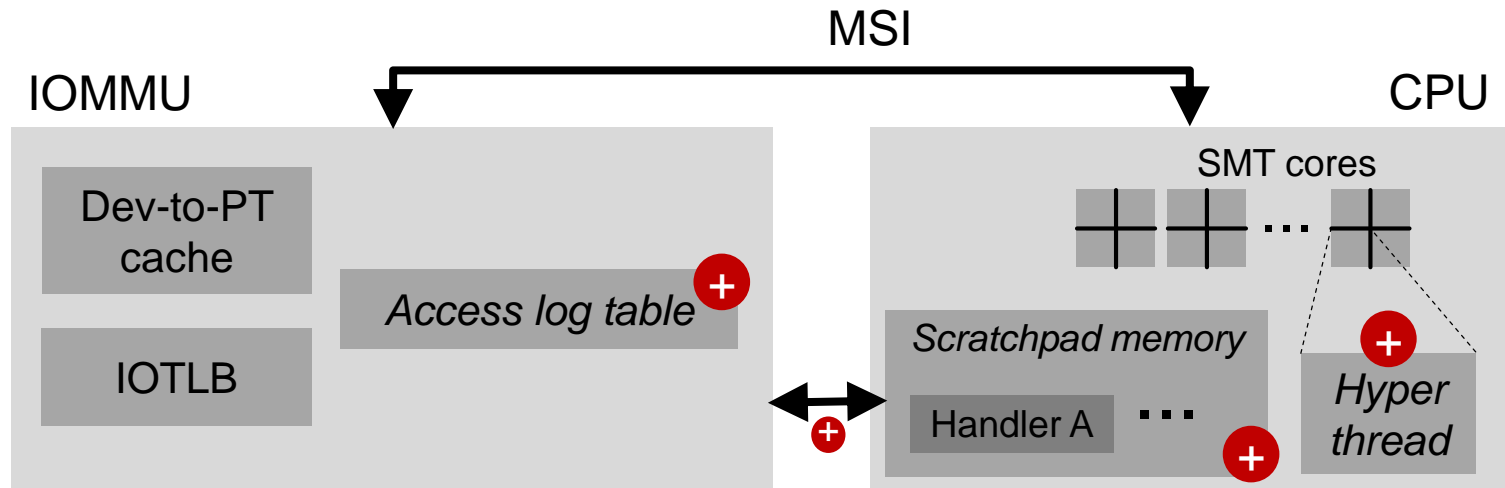 MSI
IOMMU
CPU
Dev-to-PT
cache
IOTLB
Access log table
+
+
SMT cores
...
Scratchpad memory
Handler A
...
+
+
Hyper
thread